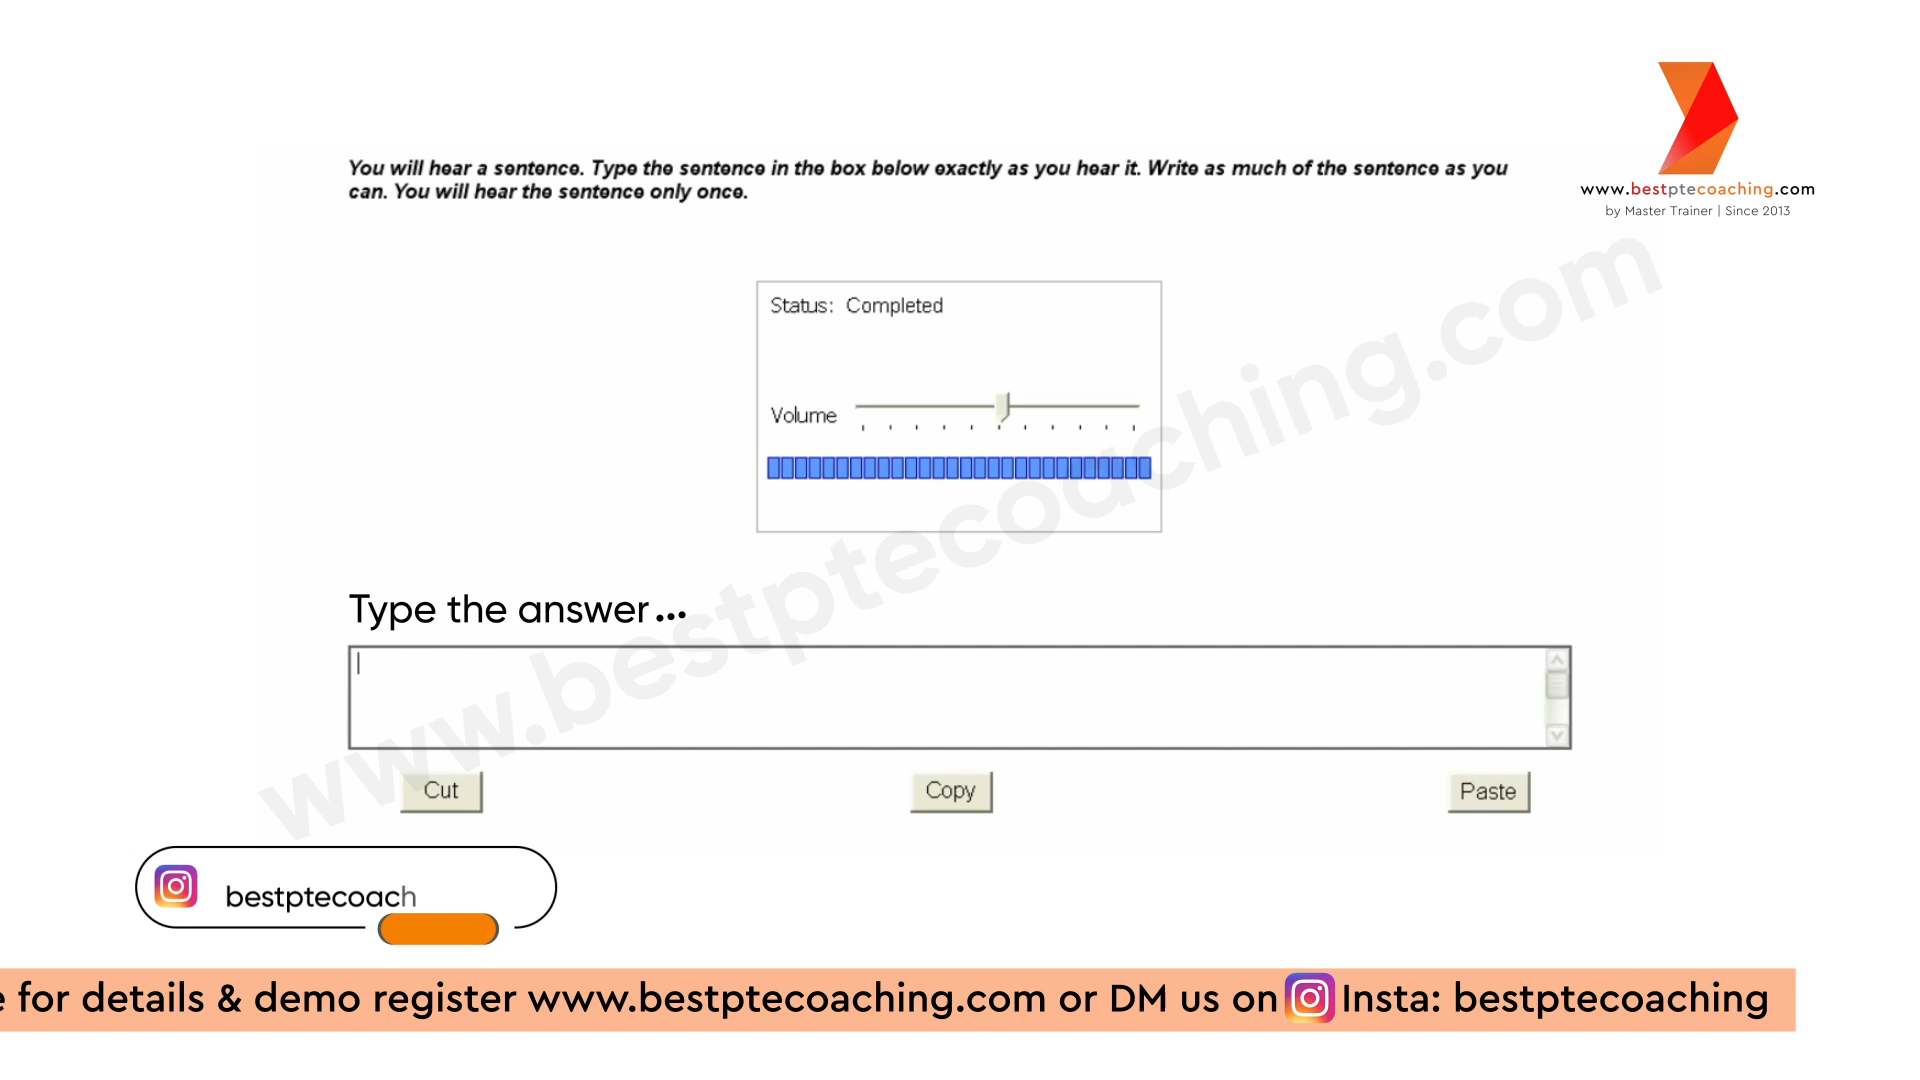 You will hear a sentence. Type the sentence in the box below exactly as you hear it. Write as much of the sentence as you
can. You will hear the sentence only once.
www.bestptecoaching.com
by Master Trainer | Since 2013
Status: Completed
Volume
www.bestptecoaching.com
Type the answer...
Cut
Copy
Paste
bestptecoach
e for details & demo register www.bestptecoaching.com or DM us on Insta: bestptecoaching